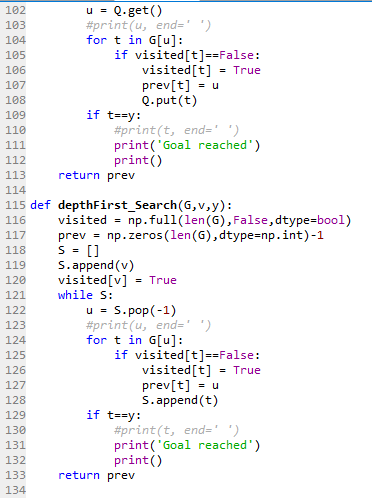 102         u = Q.get()
103         #print(u, end=' ')
104         for t in G[u]:
105             if visited[t]==False:
106                 visited[t] = True
107                 prev[t] = u
108                 Q.put(t)
109         if t==y:
110             #print(t, end=' ')
111             print('Goal reached')
112             print()
113     return prev
114
115 def depthFirst_Search(G,v,y):
116     visited = np.full(len(G),False,dtype=bool)
117     prev = np.zeros(len(G),dtype=np.int)-1
118     S = []
119     S.append(v)
120     visited[v] = True
121     while S:
122         u = S.pop(-1)
123         #print(u, end=' ')
124         for t in G[u]:
125             if visited[t]==False:
126                 visited[t] = True
127                 prev[t] = u
128                 S.append(t)
129         if t==y:
130             #print(t, end=' ')
131             print('Goal reached')
132             print()
133     return prev
134